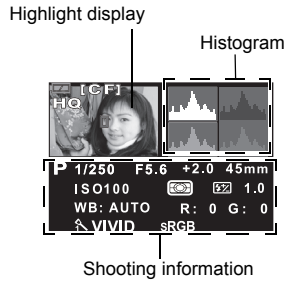 Highlight display
Histogram
[CF]
HQ
P 1/250 F5.6 +2.0 45mm
ISO100 1.0
WB: AUTO R: 0 G: 0
VIVID sRGB
Shooting information